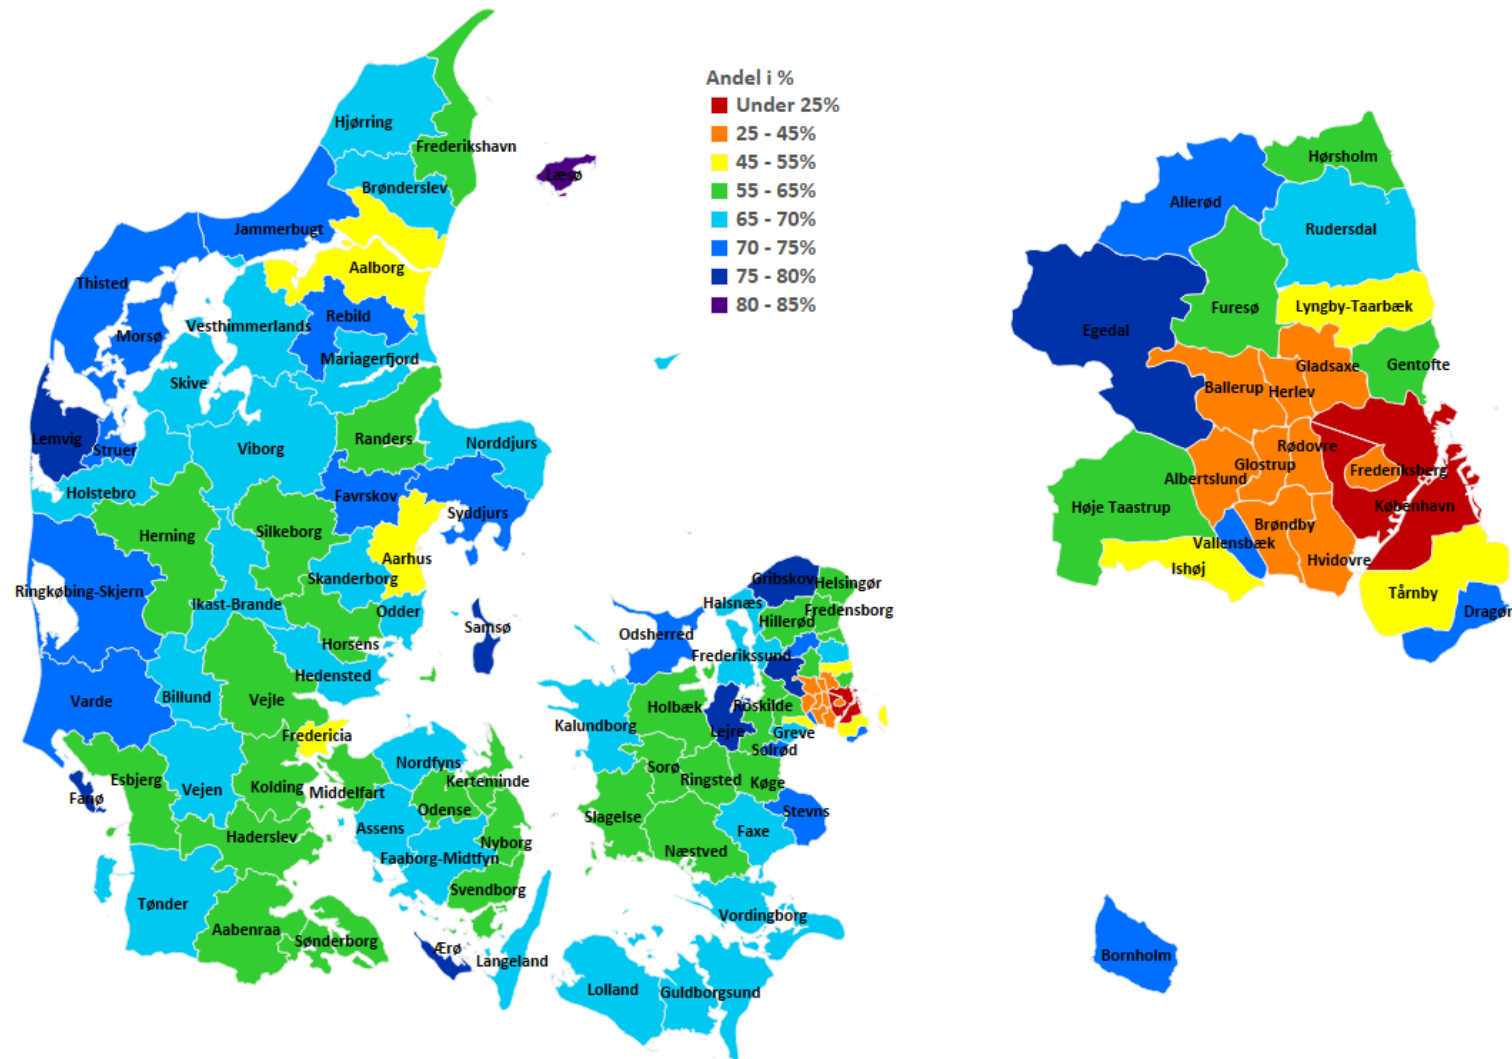 Andel i %
Under 25%
25 - 45%
45 - 55%
55 - 65%
65 - 70%
70 - 75%
75 - 80%
80 - 85%
Hjørring
Frederikshavn
Læsø
Brønderslev
Jammerbugt
Aalborg
Thisted
Rebild
Vesthimmerlands
Morsø
Mariagerfjord
Skive
Lemvig
Struer
Viborg
Randers
Norddjurs
Holstebro
Favrskov
Syddjurs
Herning
Silkeborg
Aarhus
Skanderborg
Ringkøbing-Skjern
Ikast-Brande
Odder
Samsø
Horsens
Hedensted
Varde
Billund
Vejle
Fredericia
Esbjerg
Fanø
Vejen
Kolding
Middelfart
Nordfyns
Kerteminde
Odense
Assens
Haderslev
Nyborg
Faaborg-Midtfyn
Svendborg
Tønder
Aabenraa
Sønderborg
Ærø
Langeland
Gribskov
Helsingør
Halsnæs
Fredensborg
Hillerød
Odsherred
Frederikssund
Holbæk
Roskilde
Kalundborg
Lejre
Greve
Solrød
Sorø
Ringsted
Køge
Slagelse
Stevns
Faxe
Næstved
Vordingborg
Lolland
Guldborgsund
Hørsholm
Allerød
Rudersdal
Furesø
Lyngby-Taarbæk
Egedal
Gladsaxe
Gentofte
Ballerup
Herlev
Rødovre
Glostrup
Frederiksberg
Albertslund
Høje Taastrup
København
Brøndby
Vallensbæk
Hvidovre
Ishøj
Tårnby
Dragør
Bornholm